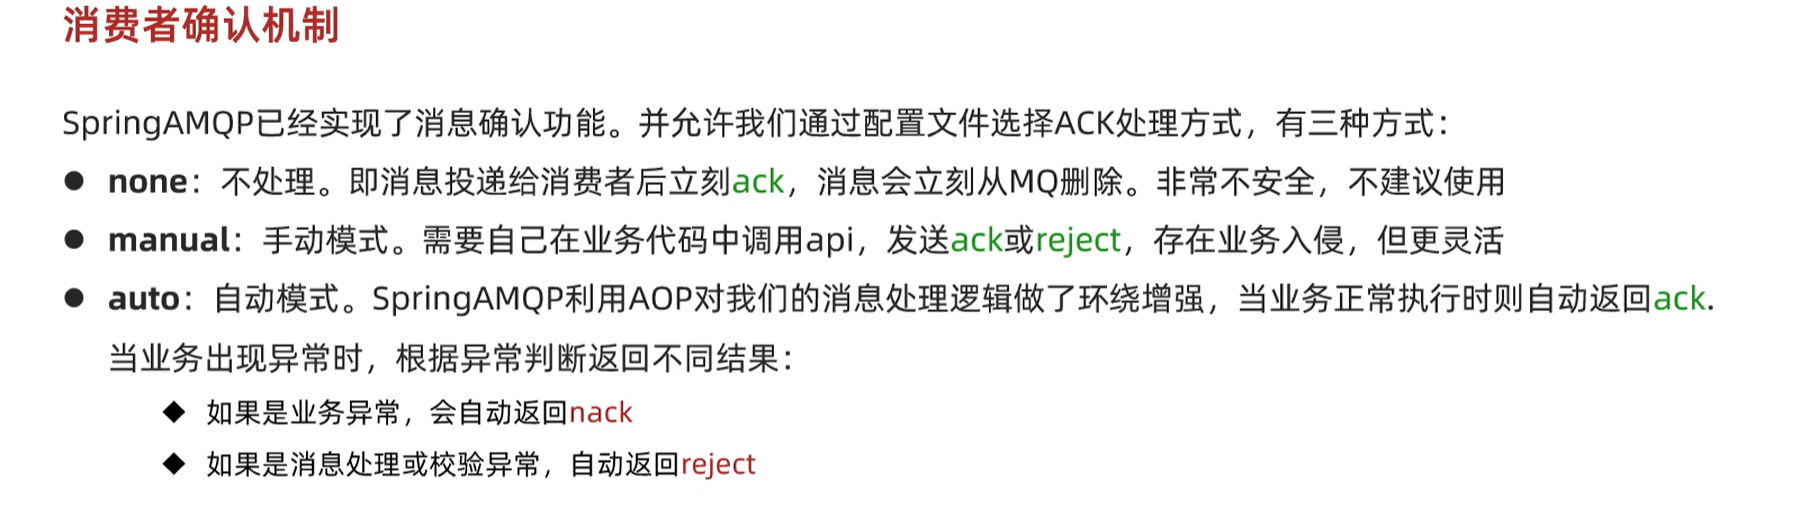 消费者确认机制
SpringAMQP已经实现了消息确认功能。并允许我们通过配置文件选择ACK处理方式，有三种方式：
● none：不处理。即消息投递给消费者后立刻ack，消息会立刻从MQ删除。非常不安全，不建议使用
● manual：手动模式。需要自己在业务代码中调用api，发送ack或reject，存在业务入侵，但更灵活
● auto：自动模式。SpringAMQP利用AOP对我们的消息处理逻辑做了环绕增强，当业务正常执行时则自动返回ack.
当业务出现异常时，根据异常判断返回不同结果：
◆ 如果是业务异常，会自动返回nack
◆ 如果是消息处理或校验异常，自动返回reject